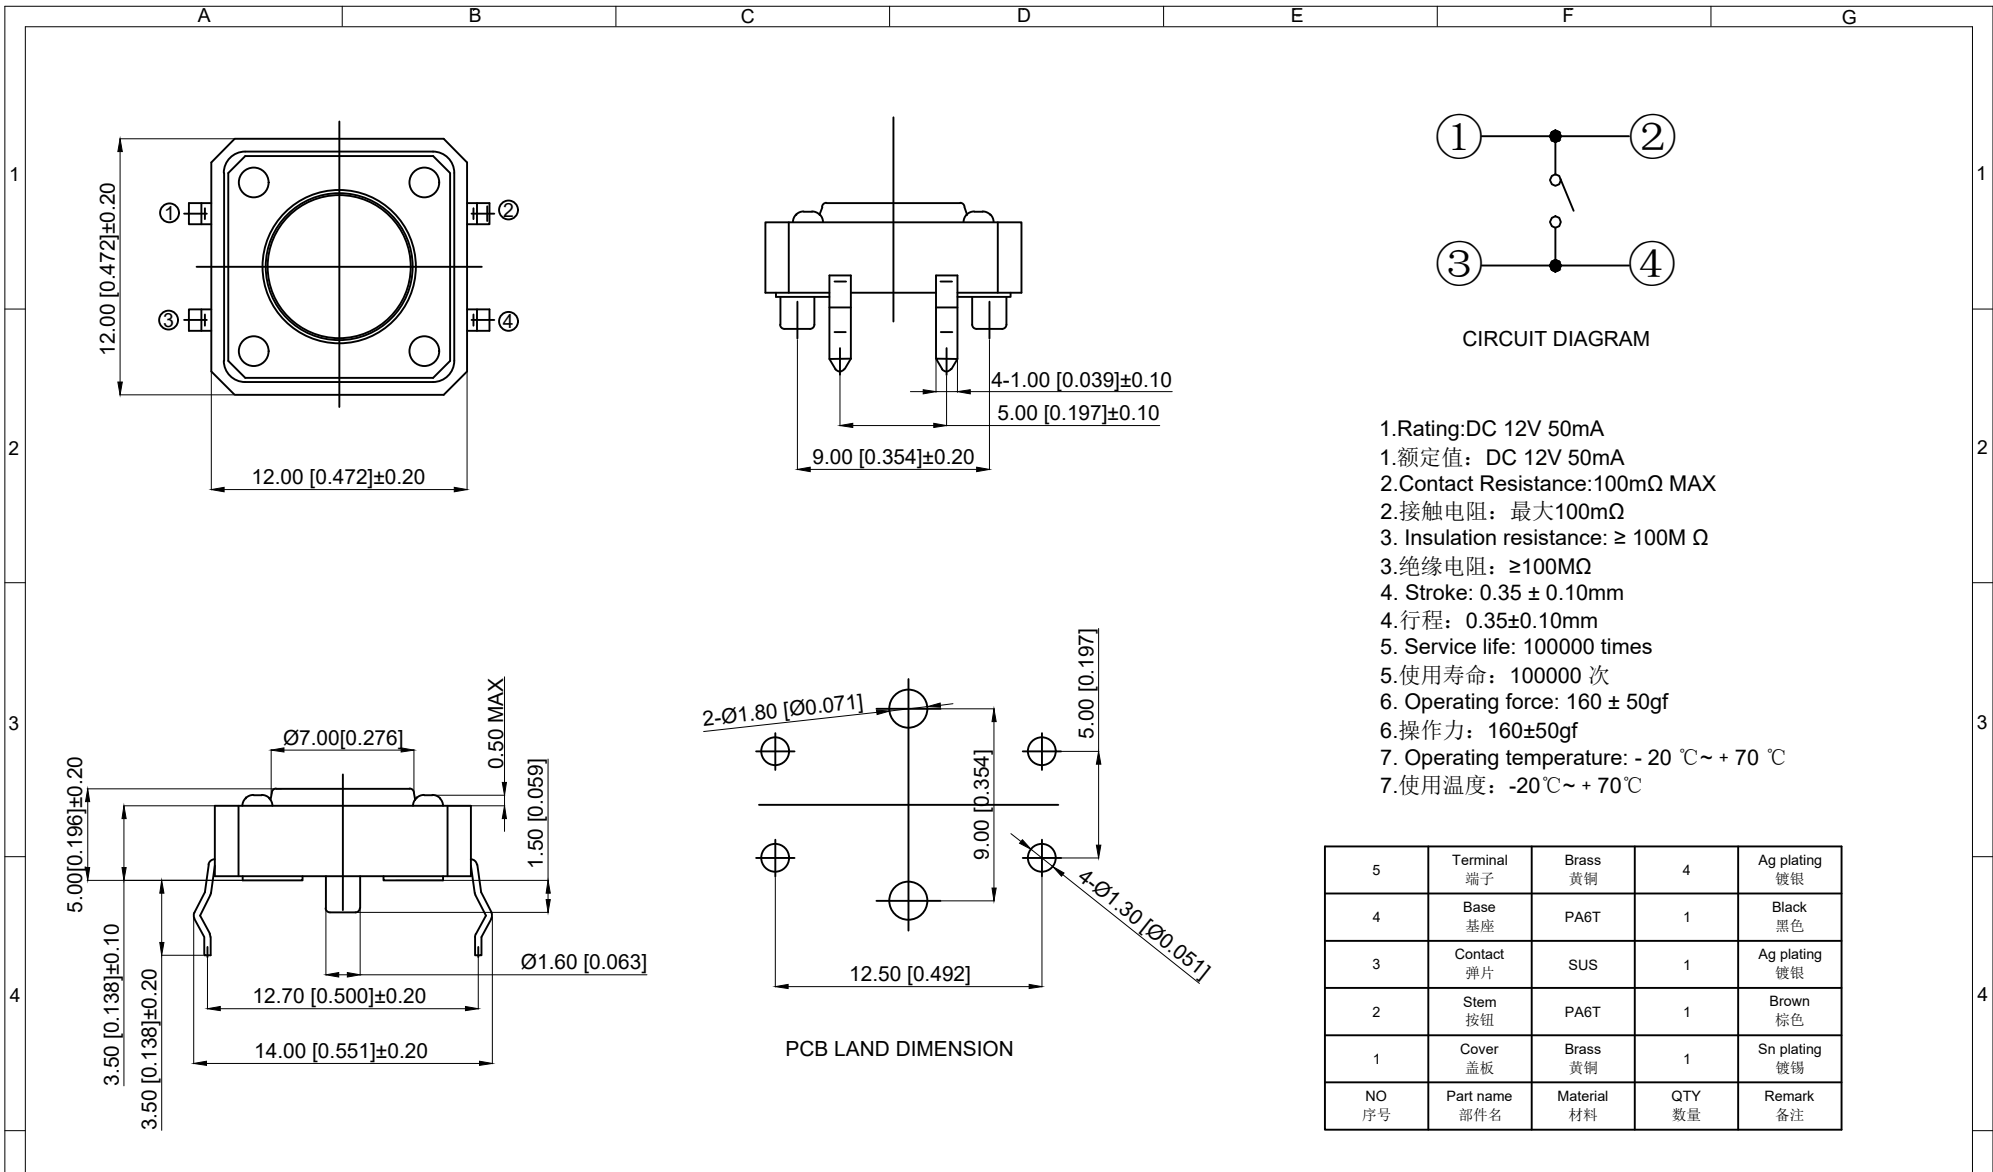 A B C D E F G
1
2
3
4
1
2
3
4
12.00 [0.472]±0.20
① ②
③ ④
12.00 [0.472]±0.20
4-1.00 [0.039]±0.10
5.00 [0.197]±0.10
9.00 [0.354]±0.20
① ②
③ ④
CIRCUIT DIAGRAM
1.Rating:DC 12V 50mA
1.额定值：DC 12V 50mA
2.Contact Resistance:100mΩ MAX
2.接触电阻：最大100mΩ
3. Insulation resistance: ≥ 100M Ω
3.绝缘电阻：≥100MΩ
4. Stroke: 0.35 ± 0.10mm
4.行程：0.35±0.10mm
5. Service life: 100000 times
5.使用寿命：100000 次
6. Operating force: 160 ± 50gf
6.操作力：160±50gf
7. Operating temperature: - 20 ℃~ + 70 ℃
7.使用温度：-20℃~ + 70℃
Ø7.00[0.276]
0.50 MAX
5.00[0.196]±0.20
1.50 [0.059]
3.50 [0.138]±0.10
3.50 [0.138]±0.20
Ø1.60 [0.063]
12.70 [0.500]±0.20
14.00 [0.551]±0.20
2-Ø1.80 [Ø0.071]
5.00 [0.197]
9.00 [0.354]
4-Ø1.30 [Ø0.051]
12.50 [0.492]
PCB LAND DIMENSION
5 Terminal Brass 4 Ag plating
端子 黄铜 镀银
4 Base PA6T 1 Black
基座 黑色
3 Contact SUS 1 Ag plating
弹片 镀银
2 Stem PA6T 1 Brown
按钮 棕色
1 Cover Brass 1 Sn plating
盖板 黄铜 镀锡
NO Part name Material QTY Remark
序号 部件名 材料 数量 备注